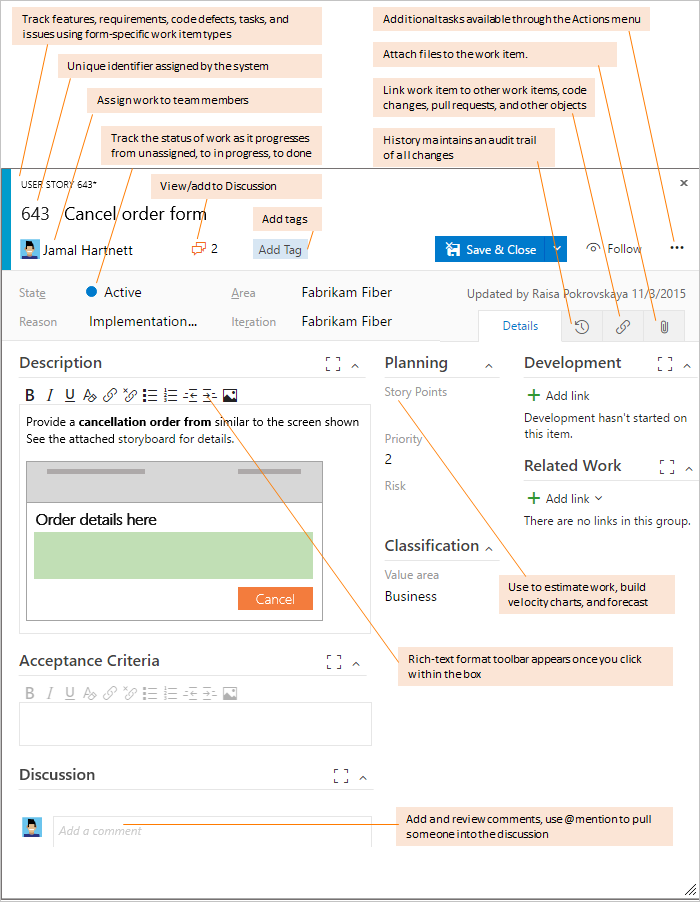 Track features, requirements, code defects, tasks, and
issues using form-specific work item types
Additional tasks available through the Actions menu
Attach files to the work item.
Unique identifier assigned by the system
Link work item to other work items, code
changes, pull requests, and other objects
Assign work to team members
Track the status of work as it progresses
from unassigned, to in progress, to done
History maintains an audit trail
of all changes
USER STORY 643*
View/add to Discussion
643 Cancel order form
Add tags
Jamal Hartnett
2
Add Tag
Save & Close
Follow
State
Active
Area
Fabrikam Fiber
Updated by Raisa Pokrovskaya 11/3/2015
Reason
Implementation...
Iteration
Fabrikam Fiber
Details
Description
B I U
Provide a cancellation order from similar to the screen shown
See the attached storyboard for details.
Order details here
Cancel
Planning
Story Points
Priority
2
Risk
Classification
Value area
Business
Development
Add link
Development hasn't started on
this item.
Related Work
Add link
There are no links in this group.
Use to estimate work, build
velocity charts, and forecast
Rich-text format toolbar appears once you click
within the box
Acceptance Criteria
B I U
Discussion
Add a comment
Add and review comments, use @mention to pull
someone into the discussion